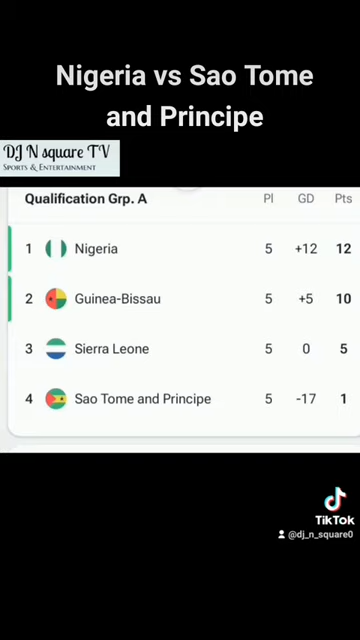 Nigeria vs Sao Tome
and Principe
DJ N square TV
SPORTS & ENTERTAINMENT
Qualification Grp. A Pl GD Pts
1 Nigeria 5 +12 12
2 Guinea-Bissau 5 +5 10
3 Sierra Leone 5 0 5
4 Sao Tome and Principe 5 -17 1
TikTok
@dj_n_square0